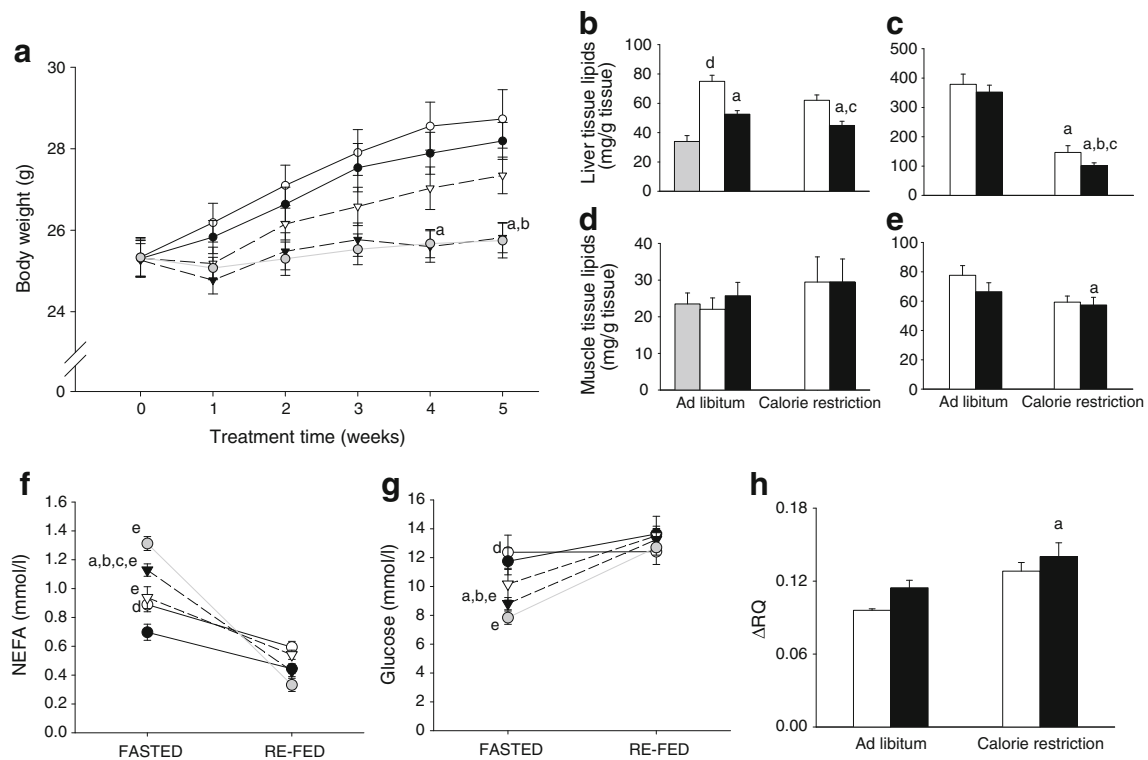 a
Body weight (g)
30
28
26
24
0
0 1 2 3 4 5
Treatment time (weeks)
a
a,b
b
Liver tissue lipids
(mg/g tissue)
100
80
60
40
20
0
d
a
a,c
c
500
400
300
200
100
0
a
a,b,c
d
Muscle tissue lipids
(mg/g tissue)
40
30
20
10
0
Ad libitum Calorie restriction
e
100
80
60
40
20
0
a
Ad libitum Calorie restriction
f
NEFA (mmol/l)
1.6
1.4
1.2
1.0
0.8
0.6
0.4
0.2
0.0
e
a,b,c,e
e
d
FASTED RE-FED
g
Glucose (mmol/l)
16
14
12
10
8
6
4
2
0
d
a,b,e
e
FASTED RE-FED
h
ΔRQ
0.18
0.12
0.06
0.00
a
Ad libitum Calorie restriction